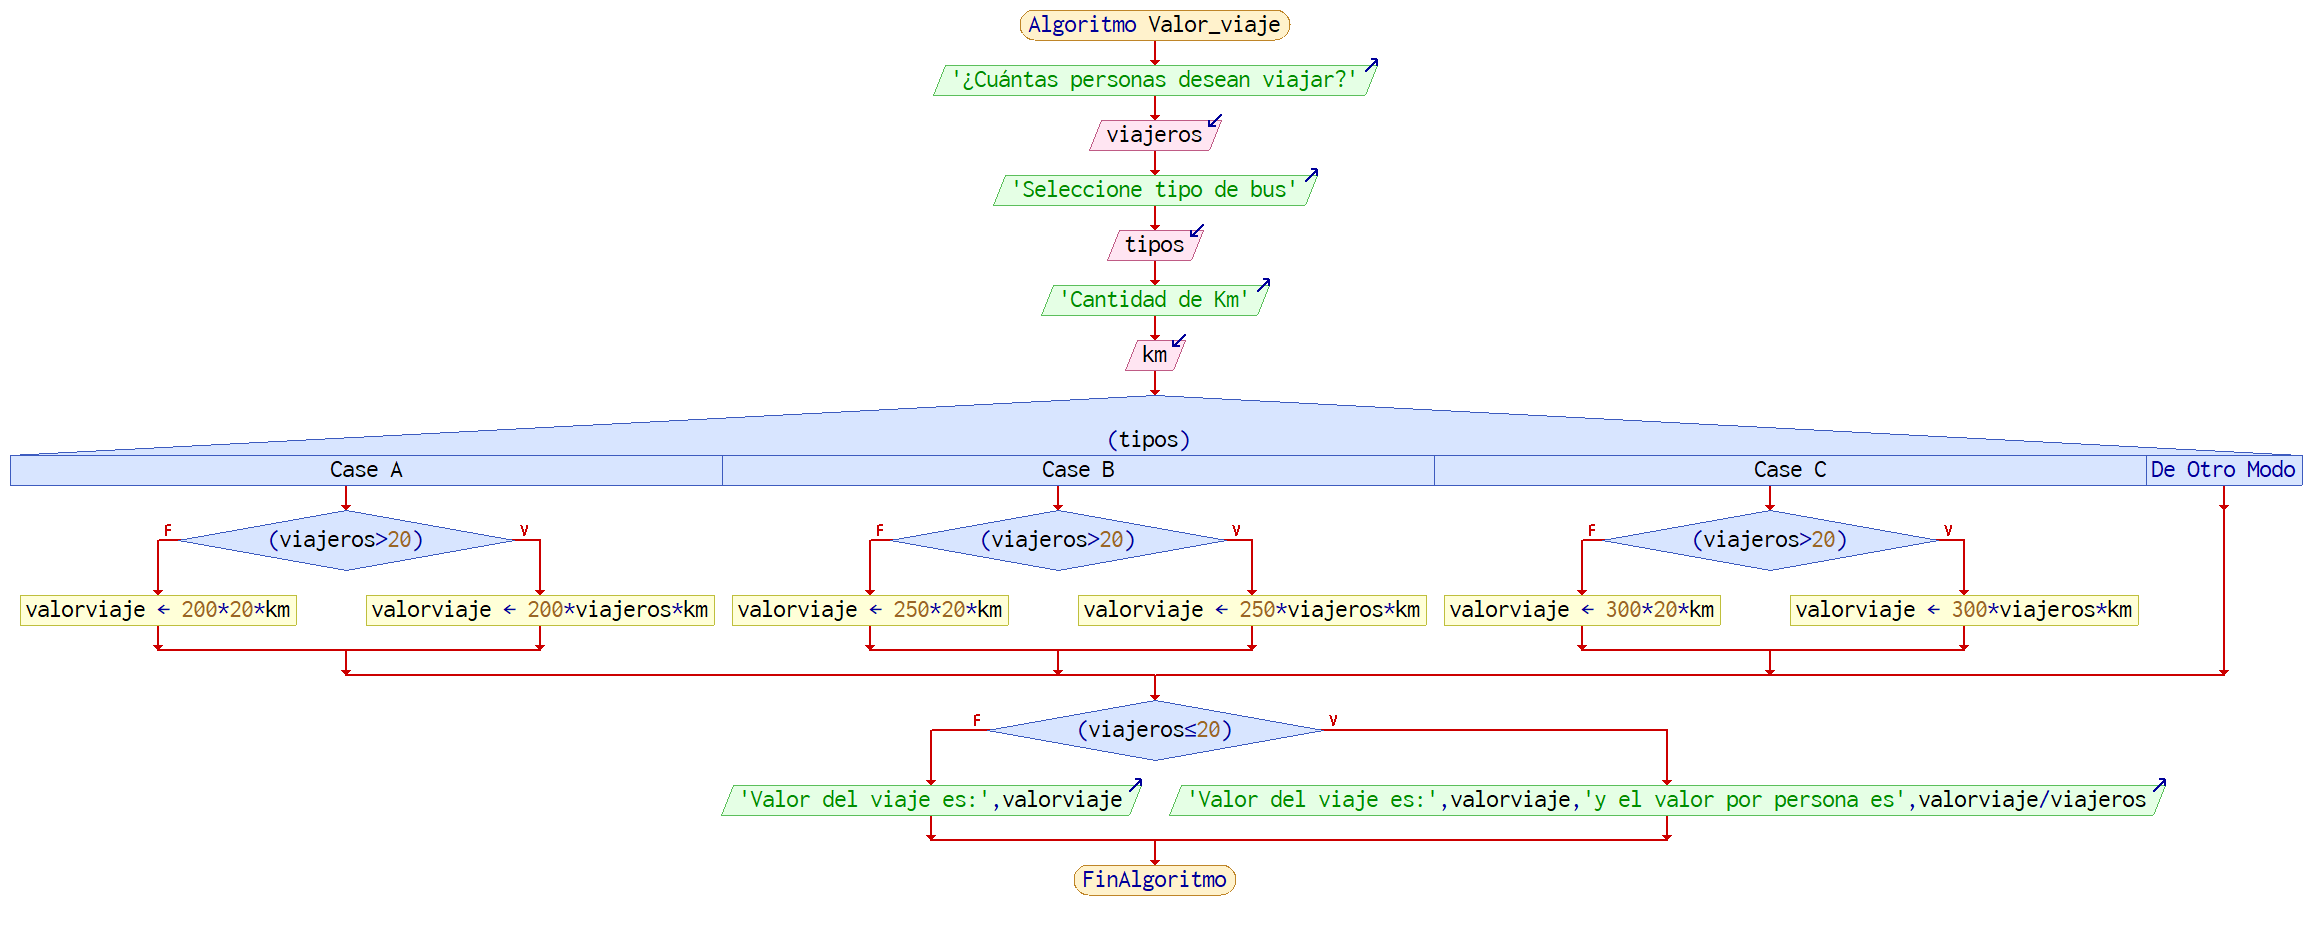 Algoritmo Valor_viaje
'¿Cuántas personas desean viajar?'
viajeros
'Seleccione tipo de bus'
tipos
'Cantidad de Km'
km
(tipos)
Case A
Case B
Case C
De Otro Modo
F
(viajeros>20)
V
F
(viajeros>20)
V
F
(viajeros>20)
V
valorviaje ← 200*20*km
valorviaje ← 200*viajeros*km
valorviaje ← 250*20*km
valorviaje ← 250*viajeros*km
valorviaje ← 300*20*km
valorviaje ← 300*viajeros*km
F
(viajeros≤20)
V
'Valor del viaje es:',valorviaje
'Valor del viaje es:',valorviaje,'y el valor por persona es',valorviaje/viajeros
FinAlgoritmo